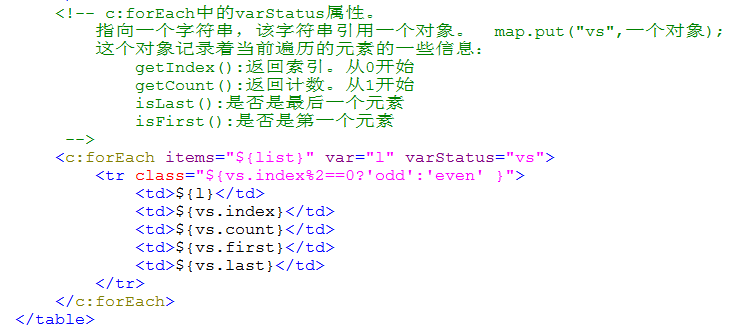 <!-- c:forEach中的varStatus属性。
指向一个字符串，该字符串引用一个对象。 map.put("vs",一个对象);
这个对象记录着当前遍历的元素的一些信息：
getIndex():返回索引。从0开始
getCount():返回计数。从1开始
isLast():是否是最后一个元素
isFirst():是否是第一个元素
-->
<c:forEach items="${list}" var="l" varStatus="vs">
<tr class="${vs.index%2==0?'odd':'even' }">
<td>${l}</td>
<td>${vs.index}</td>
<td>${vs.count}</td>
<td>${vs.first}</td>
<td>${vs.last}</td>
</tr>
</c:forEach>
</table>